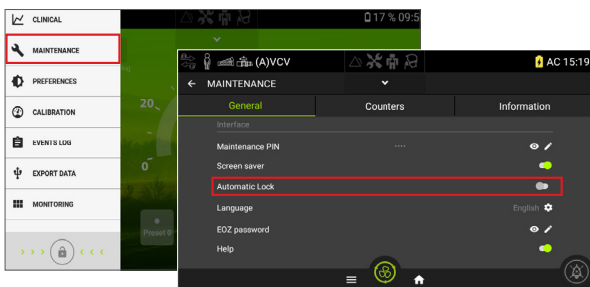 CLINICAL
17 % 09:5
MAINTENANCE
PREFERENCES
CALIBRATION
EVENTS LOG
EXPORT DATA
MONITORING
20
0
Preset 0
(A)VCV
AC 15:19
MAINTENANCE
General Counters Information
Interface
Maintenance PIN ····
Screen saver
Automatic Lock
Language English
EOZ password
Help